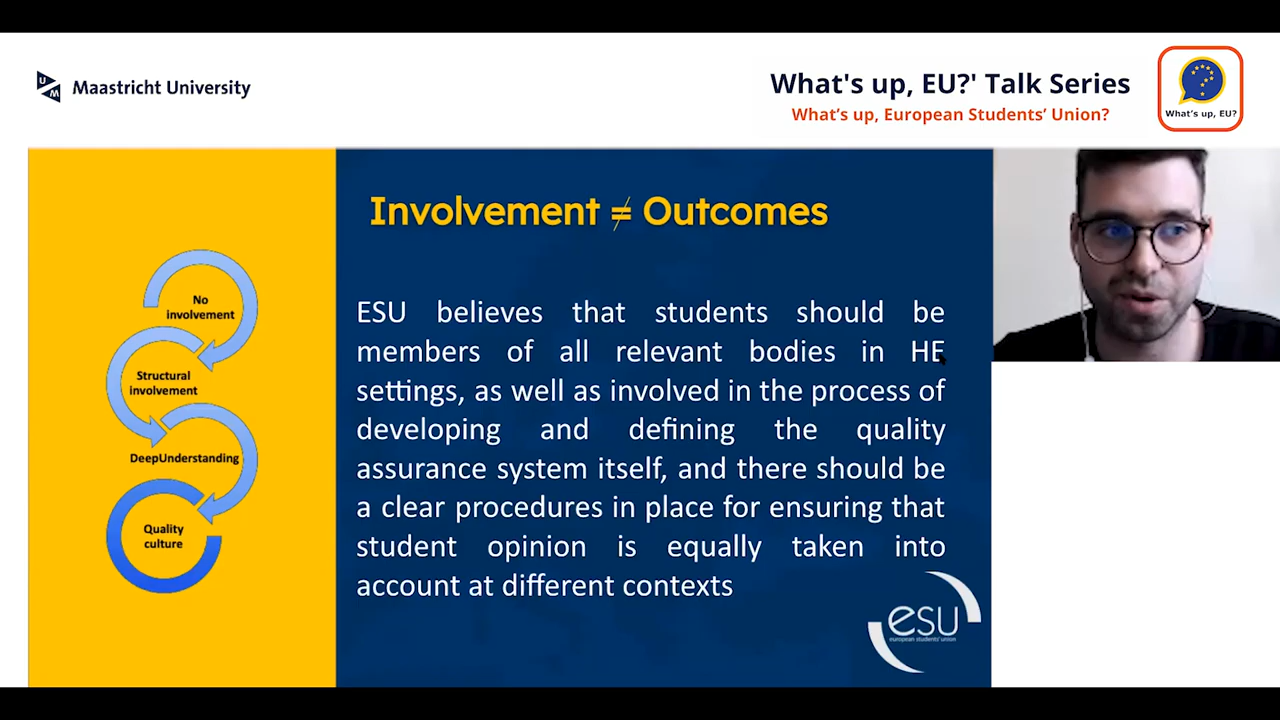 UM
Maastricht University
What's up, EU?' Talk Series
What's up, European Students' Union?
What's up, EU?
Involvement ≠ Outcomes
No
involvement
Structural
involvement
DeepUnderstanding
Quality
culture
ESU believes that students should be
members of all relevant bodies in HE
settings, as well as involved in the process of
developing and defining the quality
assurance system itself, and there should be
a clear procedures in place for ensuring that
student opinion is equally taken into
account at different contexts
esu
european students' union